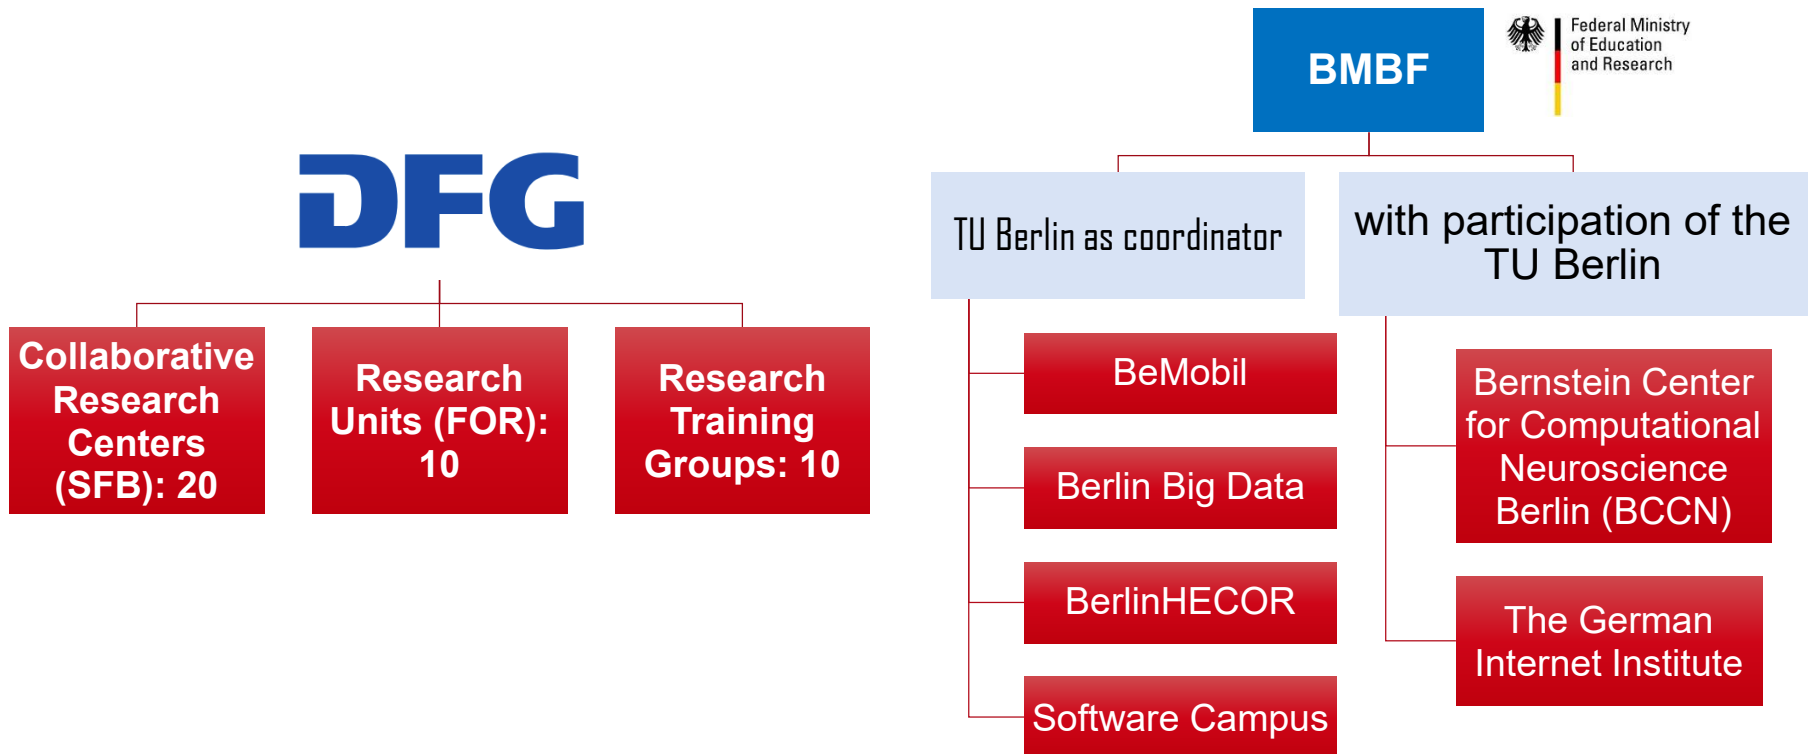 DFG
Collaborative
Research
Centers
(SFB): 20
Research
Units (FOR):
10
Research
Training
Groups: 10
BMBF
Federal Ministry
of Education
and Research
TU Berlin as coordinator
BeMobil
Berlin Big Data
BerlinHECOR
Software Campus
with participation of the
TU Berlin
Bernstein Center
for Computational
Neuroscience
Berlin (BCCN)
The German
Internet Institute